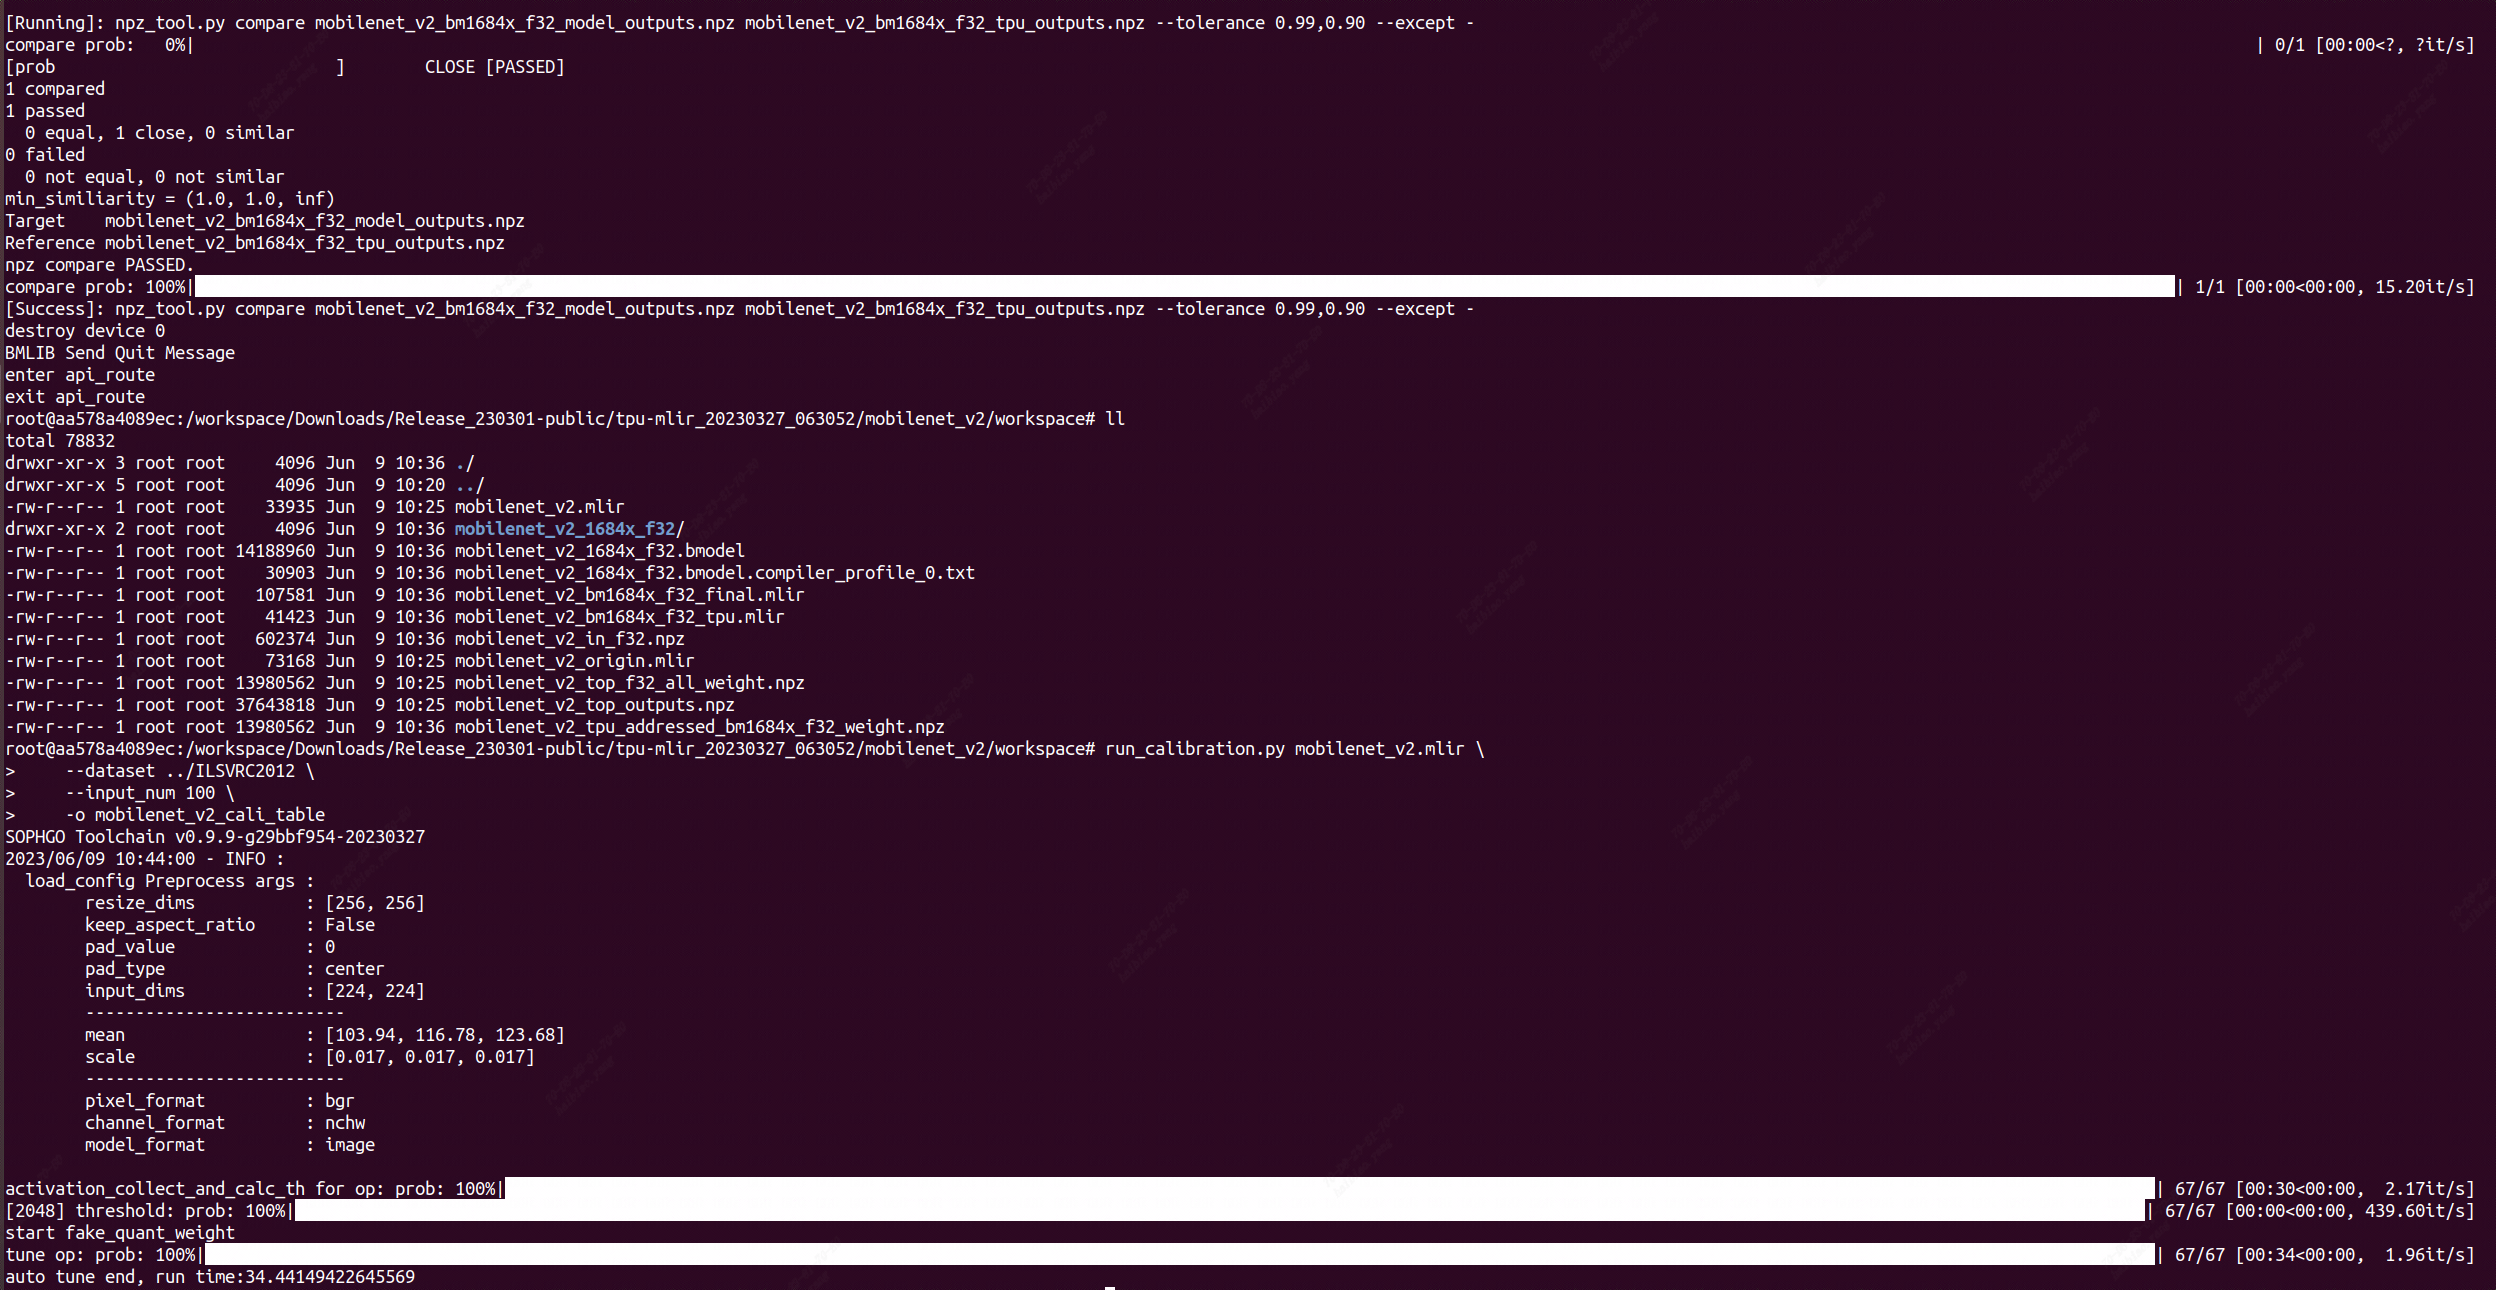 [Running]: npz_tool.py compare mobilenet_v2_bm1684x_f32_model_outputs.npz mobilenet_v2_bm1684x_f32_tpu_outputs.npz --tolerance 0.99,0.90 --except -
compare prob:   0%|                    | 0/1 [00:00<?, ?it/s]
[prob                            ]        CLOSE [PASSED]
1 compared
1 passed
  0 equal, 1 close, 0 similar
0 failed
  0 not equal, 0 not similar
min_similiarity = (1.0, 1.0, inf)
Target    mobilenet_v2_bm1684x_f32_model_outputs.npz
Reference mobilenet_v2_bm1684x_f32_tpu_outputs.npz
npz compare PASSED.
compare prob: 100%|                    | 1/1 [00:00<00:00, 15.20it/s]
[Success]: npz_tool.py compare mobilenet_v2_bm1684x_f32_model_outputs.npz mobilenet_v2_bm1684x_f32_tpu_outputs.npz --tolerance 0.99,0.90 --except -
destroy device 0
BMLIB Send Quit Message
enter api_route
exit api_route
root@aa578a4089ec:/workspace/Downloads/Release_230301-public/tpu-mlir_20230327_063052/mobilenet_v2/workspace# ll
total 78832
drwxr-xr-x 3 root root     4096 Jun  9 10:36 ./
drwxr-xr-x 5 root root     4096 Jun  9 10:20 ../
-rw-r--r-- 1 root root    33935 Jun  9 10:25 mobilenet_v2.mlir
drwxr-xr-x 2 root root     4096 Jun  9 10:36 mobilenet_v2_1684x_f32/
-rw-r--r-- 1 root root 14188960 Jun  9 10:36 mobilenet_v2_1684x_f32.bmodel
-rw-r--r-- 1 root root    30903 Jun  9 10:36 mobilenet_v2_1684x_f32.bmodel.compiler_profile_0.txt
-rw-r--r-- 1 root root   107581 Jun  9 10:36 mobilenet_v2_bm1684x_f32_final.mlir
-rw-r--r-- 1 root root    41423 Jun  9 10:36 mobilenet_v2_bm1684x_f32_tpu.mlir
-rw-r--r-- 1 root root   602374 Jun  9 10:36 mobilenet_v2_in_f32.npz
-rw-r--r-- 1 root root    73168 Jun  9 10:25 mobilenet_v2_origin.mlir
-rw-r--r-- 1 root root 13980562 Jun  9 10:25 mobilenet_v2_top_f32_all_weight.npz
-rw-r--r-- 1 root root 37643818 Jun  9 10:25 mobilenet_v2_top_outputs.npz
-rw-r--r-- 1 root root 13980562 Jun  9 10:36 mobilenet_v2_tpu_addressed_bm1684x_f32_weight.npz
root@aa578a4089ec:/workspace/Downloads/Release_230301-public/tpu-mlir_20230327_063052/mobilenet_v2/workspace# run_calibration.py mobilenet_v2.mlir \
>     --dataset ../ILSVRC2012 \
>     --input_num 100 \
>     -o mobilenet_v2_cali_table
SOPHGO Toolchain v0.9.9-g29bbf954-20230327
2023/06/09 10:44:00 - INFO :
  load_config Preprocess args :
        resize_dims           : [256, 256]
        keep_aspect_ratio     : False
        pad_value             : 0
        pad_type              : center
        input_dims            : [224, 224]
        --------------------------
        mean                  : [103.94, 116.78, 123.68]
        scale                 : [0.017, 0.017, 0.017]
        --------------------------
        pixel_format          : bgr
        channel_format        : nchw
        model_format          : image
activation_collect_and_calc_th for op: prob: 100%|                    | 67/67 [00:30<00:00,  2.17it/s]
[2048] threshold: prob: 100%|                    | 67/67 [00:00<00:00, 439.60it/s]
start fake_quant_weight
tune op: prob: 100%|                    | 67/67 [00:34<00:00,  1.96it/s]
auto tune end, run time:34.44149422645569